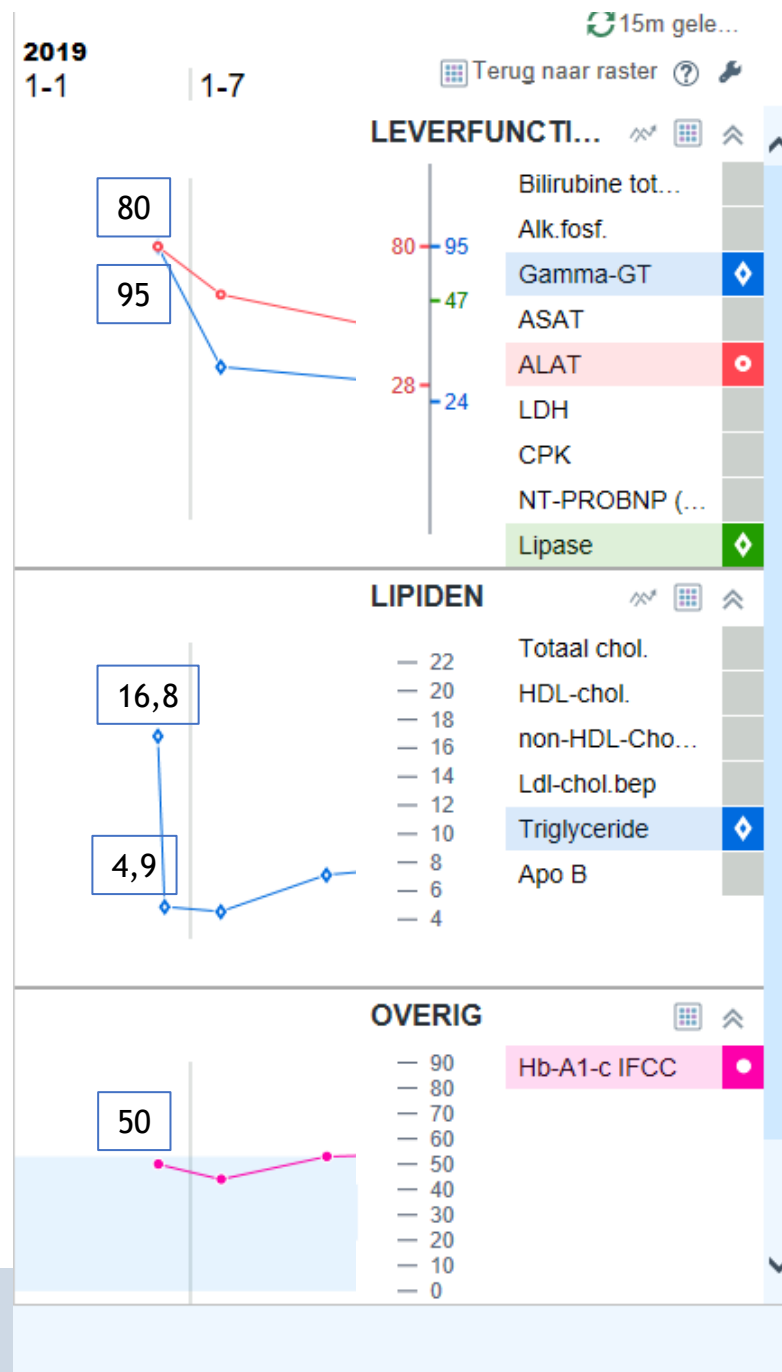 15m gele...
2019
1-1 1-7 Terug naar raster ?
LEVERFUNCTI...
Bilirubine tot...
80
Alk.fosf.
80 95
Gamma-GT
95
47
ASAT
ALAT
28
24
LDH
CPK
NT-PROBNP (...
Lipase
LIPIDEN
Totaal chol.
22
16,8
20
HDL-chol.
18
non-HDL-Cho...
16
14
Ldl-chol.bep
12
10
Triglyceride
4,9
8
Apo B
6
4
OVERIG
90
Hb-A1-c IFCC
80
50
70
60
50
40
30
20
10
0